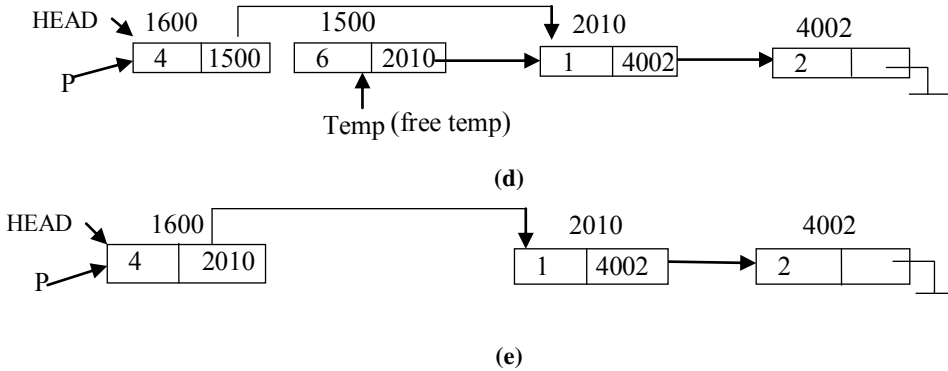 HEAD 1600 1500 2010 4002
P 4 1500 6 2010 1 4002 2
Temp (free temp)
(d)
HEAD 1600 2010 4002
P 4 2010 1 4002 2
(e)